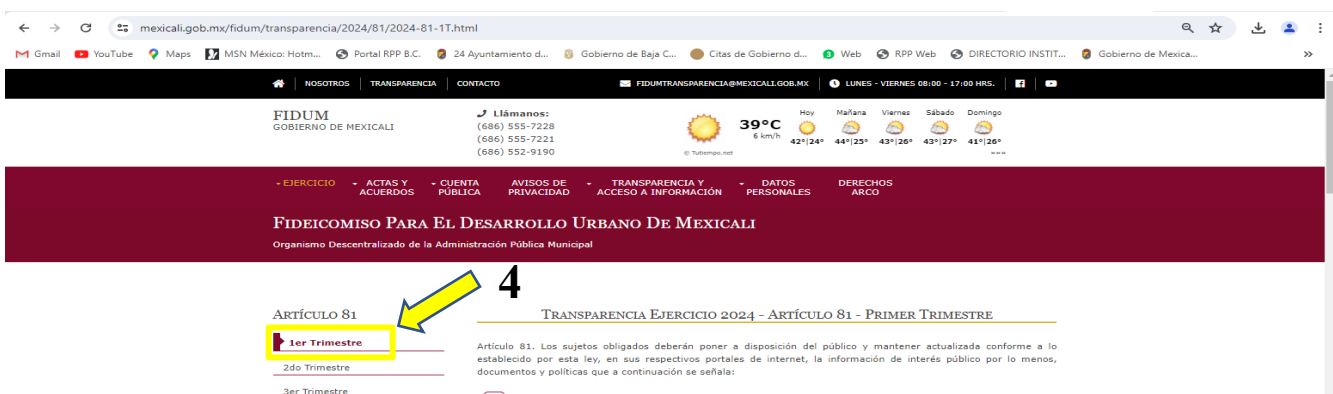 mexicali.gob.mx/fidum/transparencia/2024/81/2024-81-1T.html
Gmail YouTube Maps MSN México: Hotm... Portal RPP B.C. 24 Ayuntamiento d... Gobierno de Baja C... Citas de Gobierno d... Web RPP Web DIRECTORIO INSTIT... Gobierno de Mexica... »
NOSOTROS TRANSPARENCIA CONTACTO FIDUMTRANSPARENCIA@MEXICALI.GOB.MX LUNES - VIERNES 08:00 - 17:00 HRS.
FIDUM
GOBIERNO DE MEXICALI
Llámanos:
(686) 555-7228
(686) 555-7221
(686) 552-9190
© Tutiempo.net
39°C
6 km/h
Hoy Mañana Viernes Sábado Domingo
42°|24° 44°|25° 43°|26° 43°|27° 41°|26°
»»»
EJERCICIO
ACTAS Y
ACUERDOS
CUENTA
PÚBLICA
AVISOS DE
PRIVACIDAD
TRANSPARENCIA Y
ACCESO A INFORMACIÓN
DATOS
PERSONALES
DERECHOS
ARCO
FIDEICOMISO PARA EL DESARROLLO URBANO DE MEXICALI
Organismo Descentralizado de la Administración Pública Municipal
4
ARTÍCULO 81
1er Trimestre
2do Trimestre
3er Trimestre
TRANSPARENCIA EJERCICIO 2024 - ARTÍCULO 81 - PRIMER TRIMESTRE
Artículo 81. Los sujetos obligados deberán poner a disposición del público y mantener actualizada conforme a lo
establecido por esta ley, en sus respectivos portales de internet, la información de interés público por lo menos,
documentos y políticas que a continuación se señala: